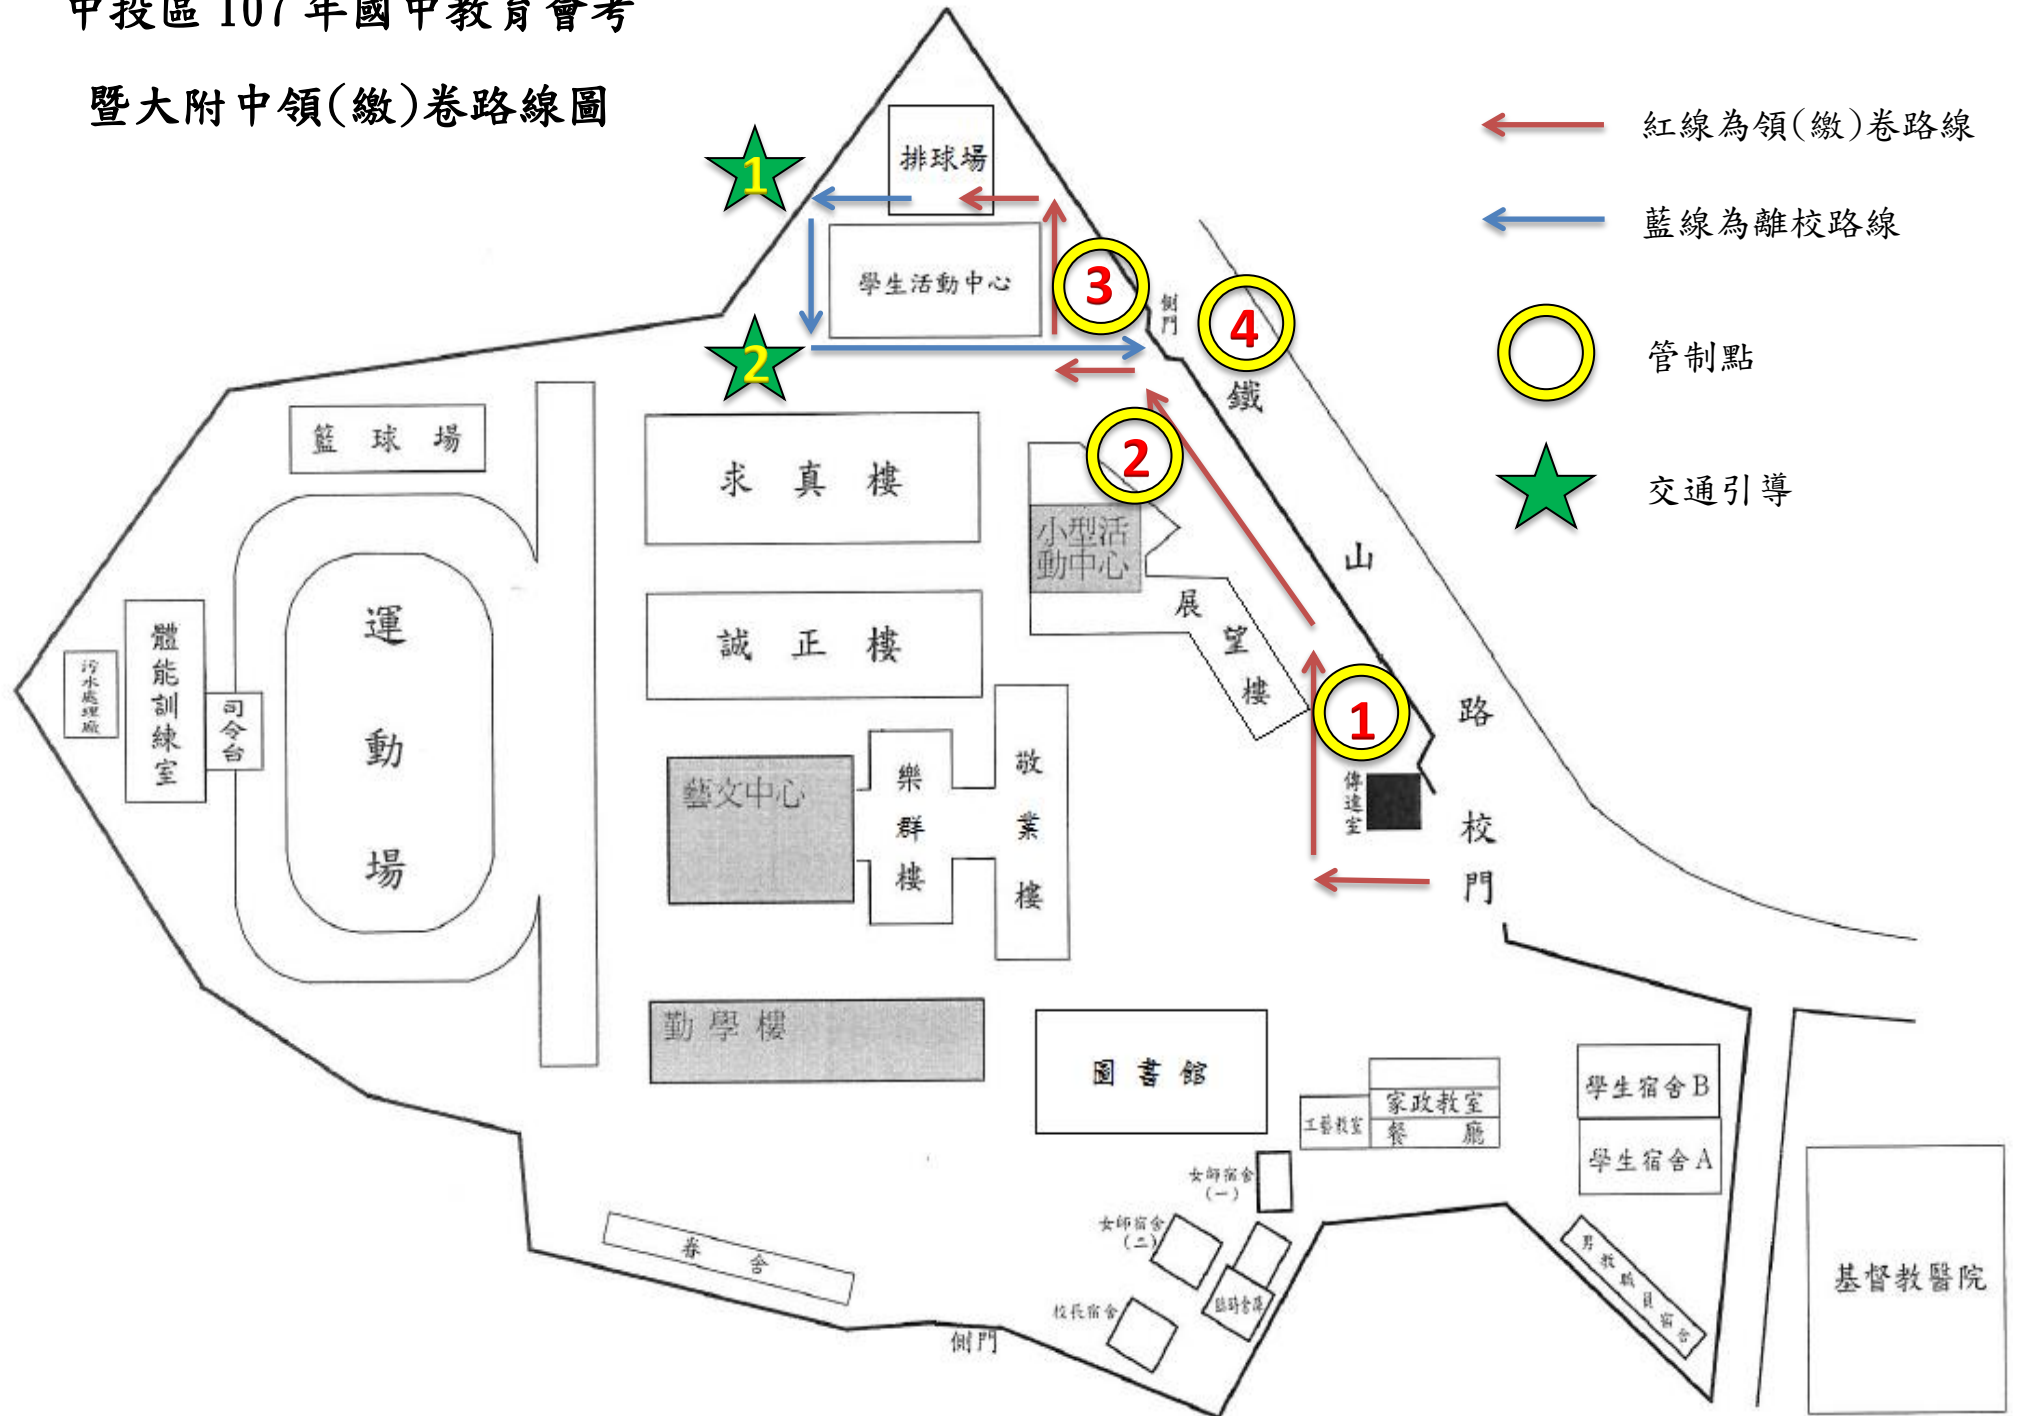 中投區 107 年國中教育會考
暨大附中領(繳)卷路線圖
紅線為領(繳)卷路線
藍線為離校路線
管制點
交通引導
排球場
1
學生活動中心
3
側門
4
2
鐵山路
籃球場
求真樓
2
小型活
動中心
展望樓
誠正樓
運動場
體能訓練室
污水處理廠
司令台
1
傳達室
校門
藝文中心
樂群樓
敬業樓
勤學樓
圖書館
家政教室
工藝教室
餐廳
學生宿舍B
學生宿舍A
女師宿舍
(一)
女師宿舍
(二)
校長宿舍
眷舍
側門
男教職員宿舍
基督教醫院